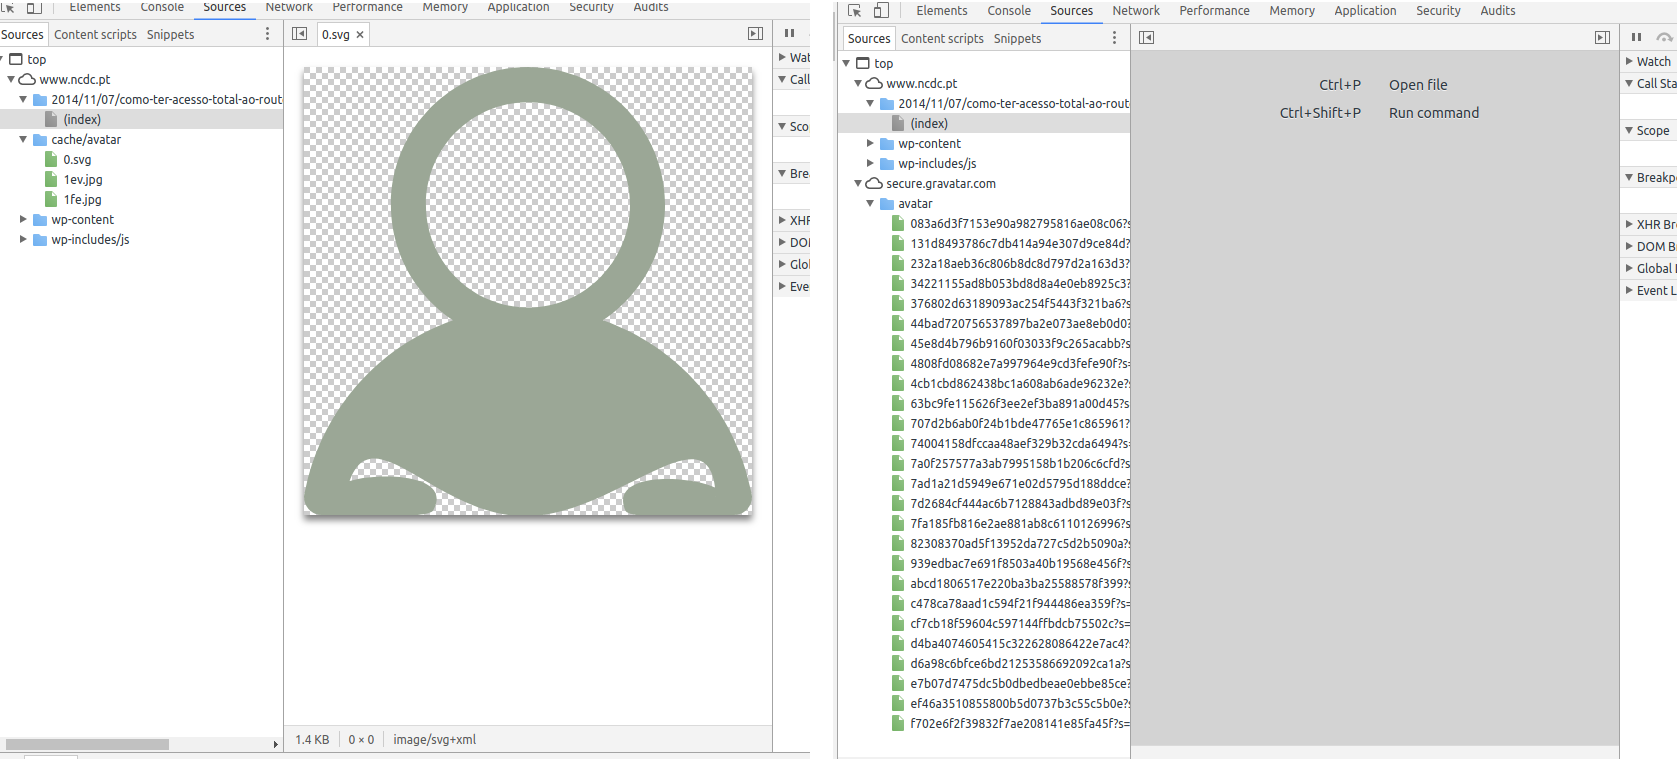 Elements Console Sources Network Performance Memory Application Security Audits
Sources Content scripts Snippets
0.svg ×
top
www.ncdc.pt
2014/11/07/como-ter-acesso-total-ao-rout
(index)
cache/avatar
0.svg
1ev.jpg
1fe.jpg
wp-content
wp-includes/js
Wat
Call
Sco
Bre
XHR
DOM
Glo
Eve
1.4 KB 0 × 0 image/svg+xml
Elements Console Sources Network Performance Memory Application Security Audits
Sources Content scripts Snippets
top
www.ncdc.pt
2014/11/07/como-ter-acesso-total-ao-rout
(index)
wp-content
wp-includes/js
secure.gravatar.com
avatar
083a6d3f7153e90a982795816ae08c06?s
131d8493786c7db414a94e307d9ce84d?
232a18aeb36c806b8dc8d797d2a163d3?
34221155ad8b053bd8d8a4e0eb8925c3?
376802d63189093ac254f5443f321ba6?s
44bad720756537897ba2e073ae8eb0d0?
45e8d4b796b9160f03033f9c265acabb?s
4808fd08682e7a997964e9cd3fefe90f?s
4cb1cbd862438bc1a608ab6ade96232e?s
63bc9fe115626f3ee2ef3ba891a00d45?s
707d2b6ab0f24b1bde47765e1c865961?
74004158dfccaa48aef329b32cda6494?s=
7a0f257577a3ab7995158b1b206c6cfd?s
7ad1a21d5949e671e02d5795d188ddce?
7d2684cf444ac6b7128843adbd89e03f?s
7fa185fb816e2ae881ab8c6110126996?s
82308370ad5f13952da727c5d2b5090a?s
939edbac7e691f8503a40b19568e456f?s
abcd1806517e220ba3ba25588578f399?s
c478ca78aad1c594f21f944486ea359f?s=
cf7cb18f59604c597144ffbdcb75502c?s=
d4ba4074605415c322628086422e7ac4?s
d6a98c6bfce6bd21253586692092ca1a?s
e7b07d7475dc5b0dbedbeae0ebbe85ce?
ef46a3510855800b5d0737b3c55c5b0e?s
f702e6f2f39832f7ae208141e85fa45f?s=
Ctrl+P Open file
Ctrl+Shift+P Run command
Watch
Call Sta
Scope
Breakp
XHR Br
DOM B
Global
Event L